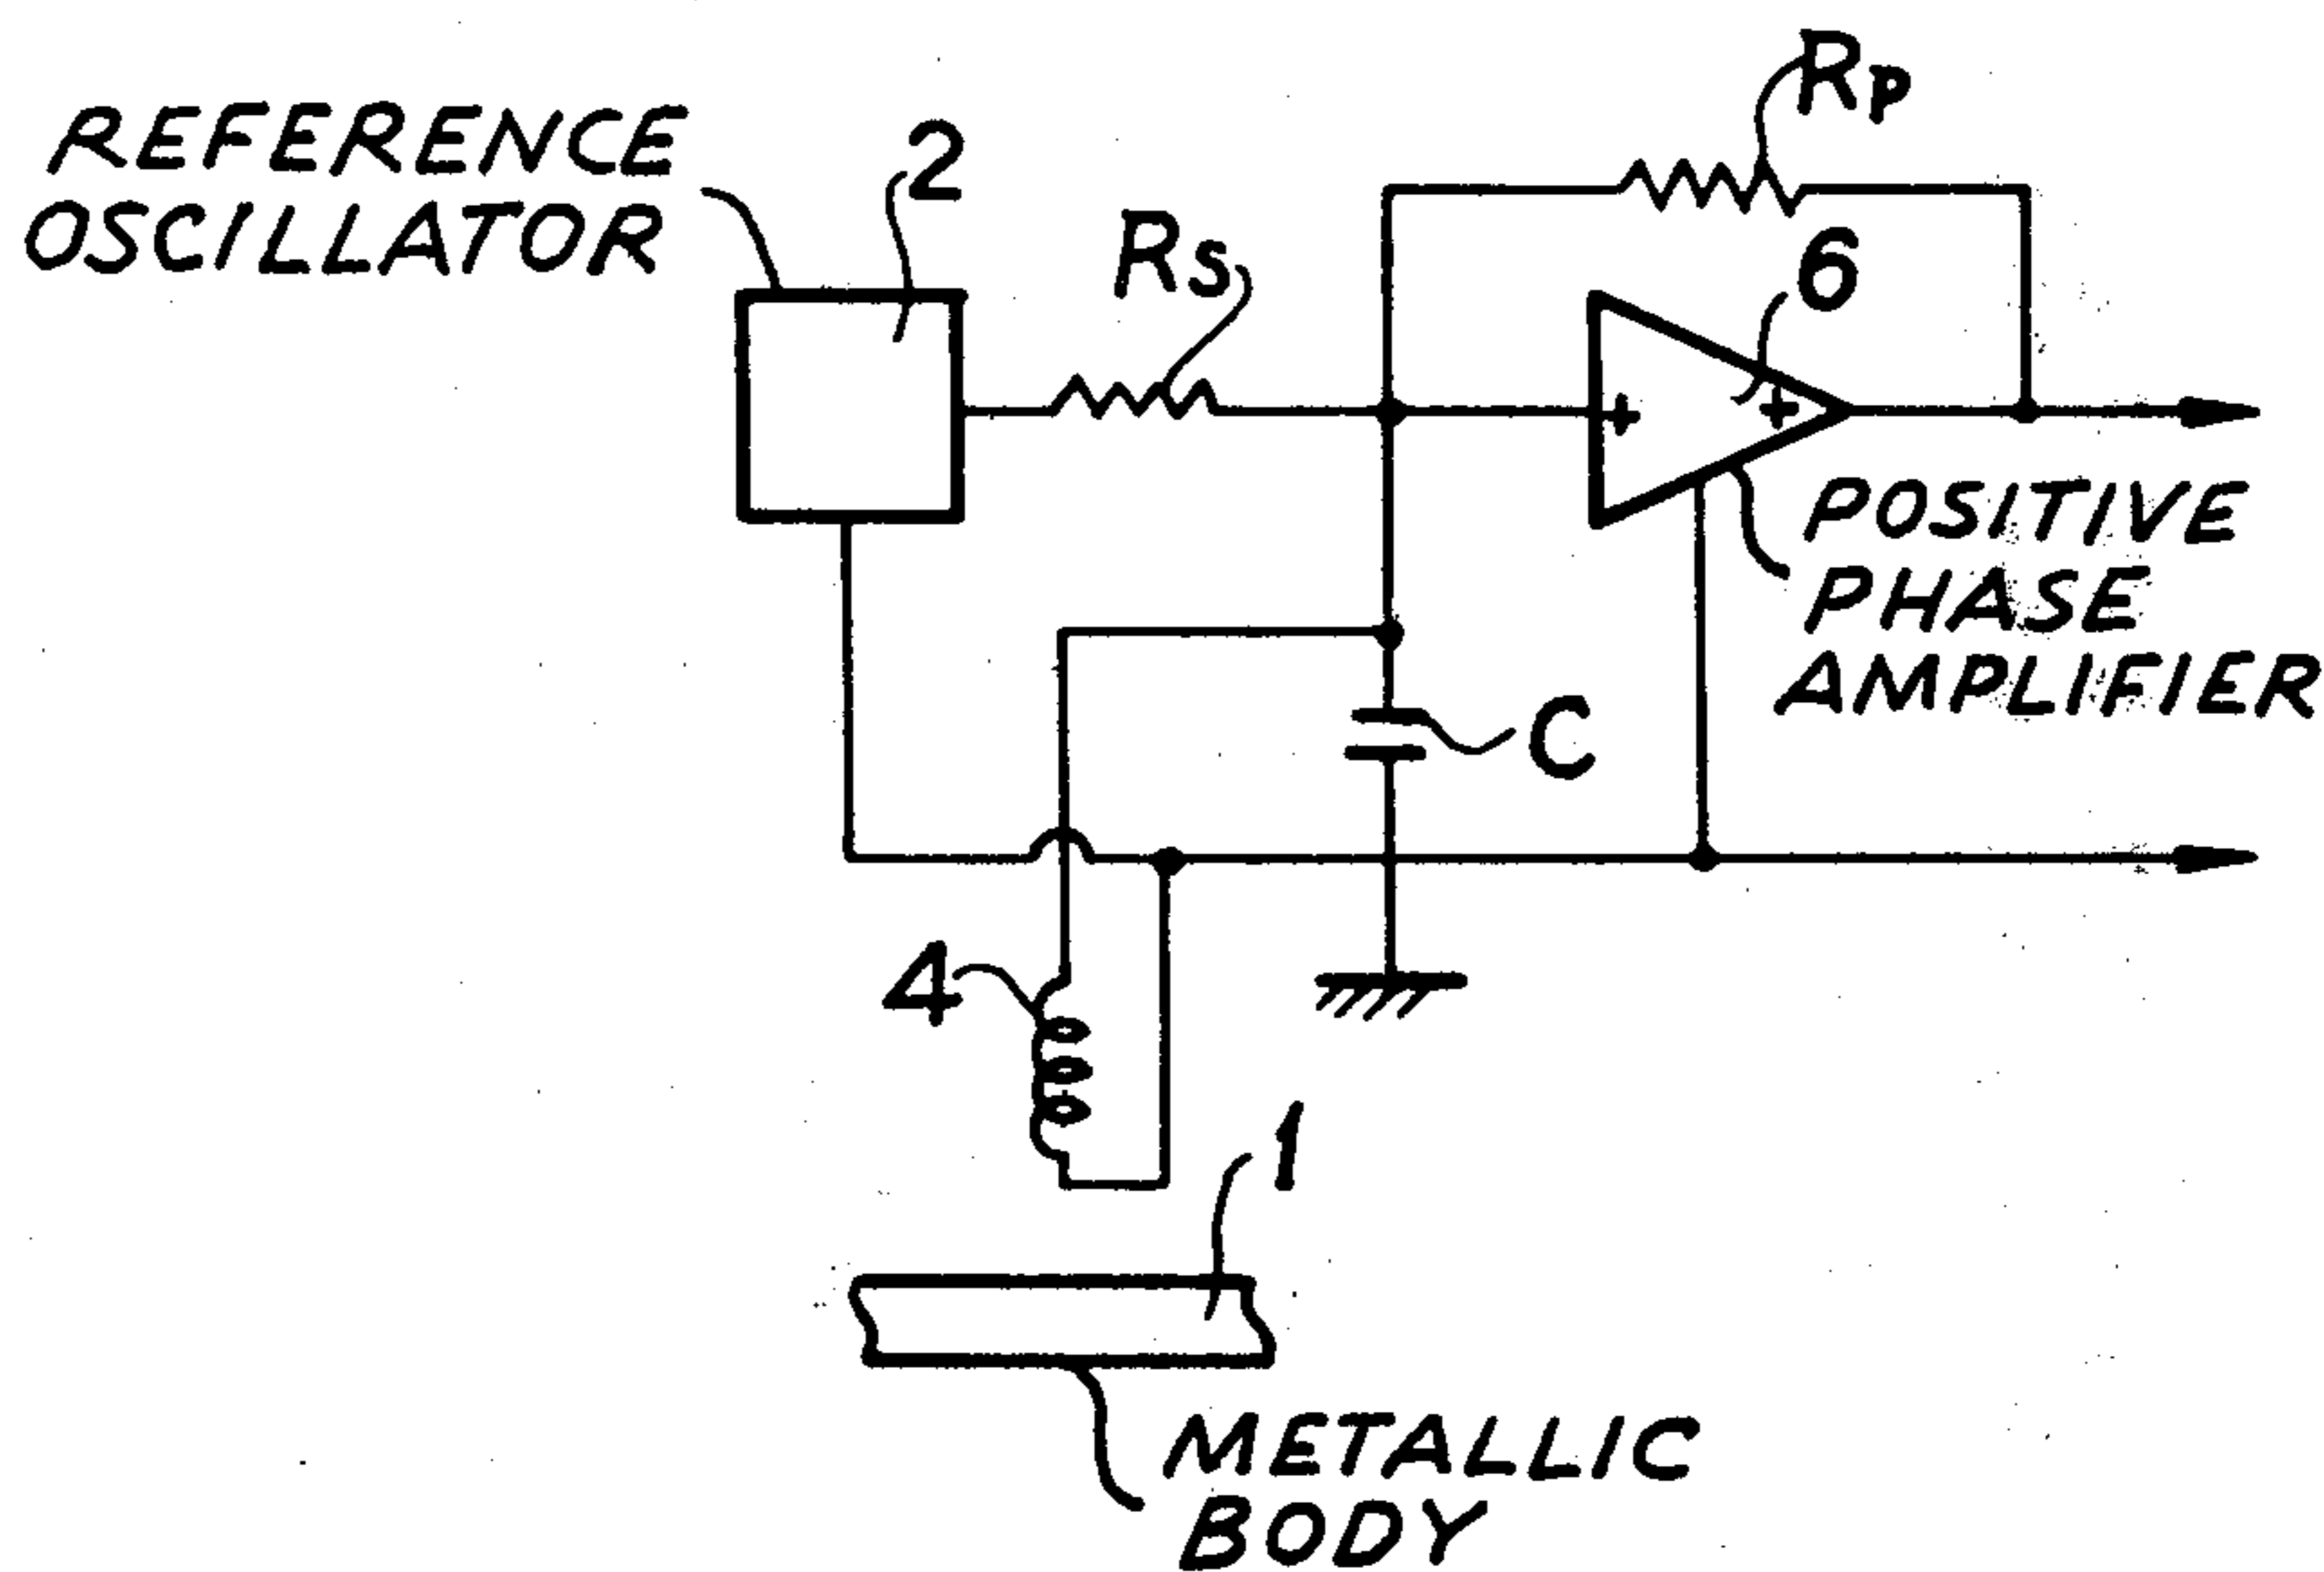 REFERENCE
OSCILLATOR
2
Rs
Rp
6
+
+
POSITIVE
PHASE
AMPLIFIER
C
4
1
METALLIC
BODY